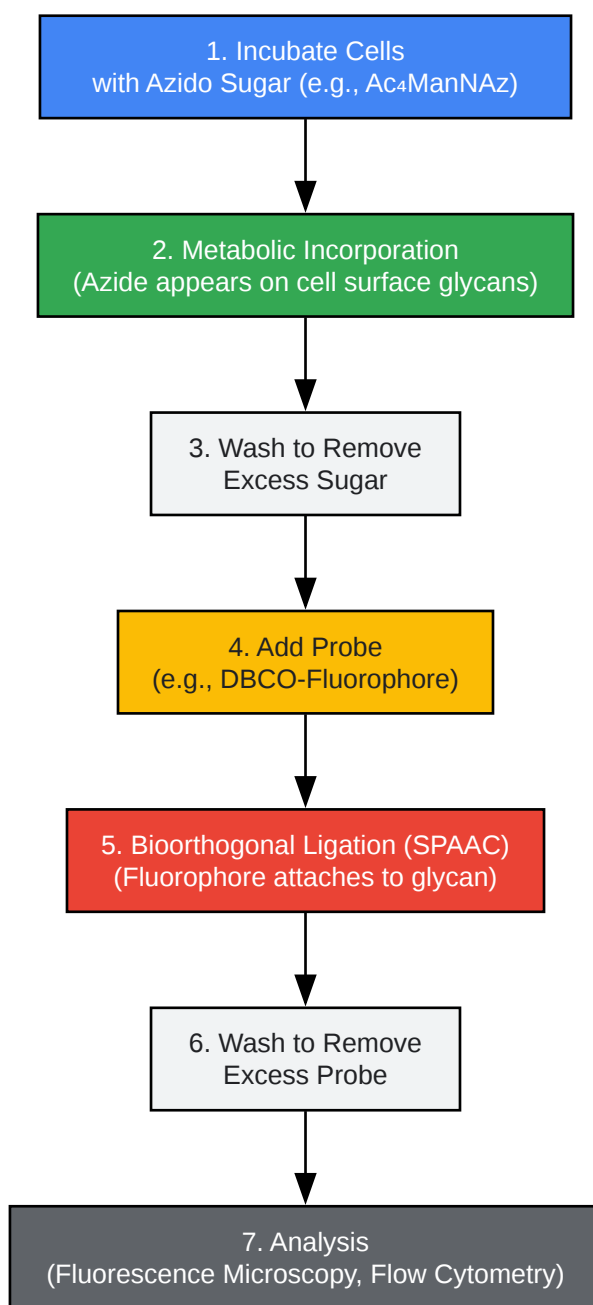 1. Incubate Cells
with Azido Sugar (e.g., Ac₄ManNAz)
2. Metabolic Incorporation
(Azide appears on cell surface glycans)
3. Wash to Remove
Excess Sugar
4. Add Probe
(e.g., DBCO-Fluorophore)
5. Bioorthogonal Ligation (SPAAC)
(Fluorophore attaches to glycan)
6. Wash to Remove
Excess Probe
7. Analysis
(Fluorescence Microscopy, Flow Cytometry)